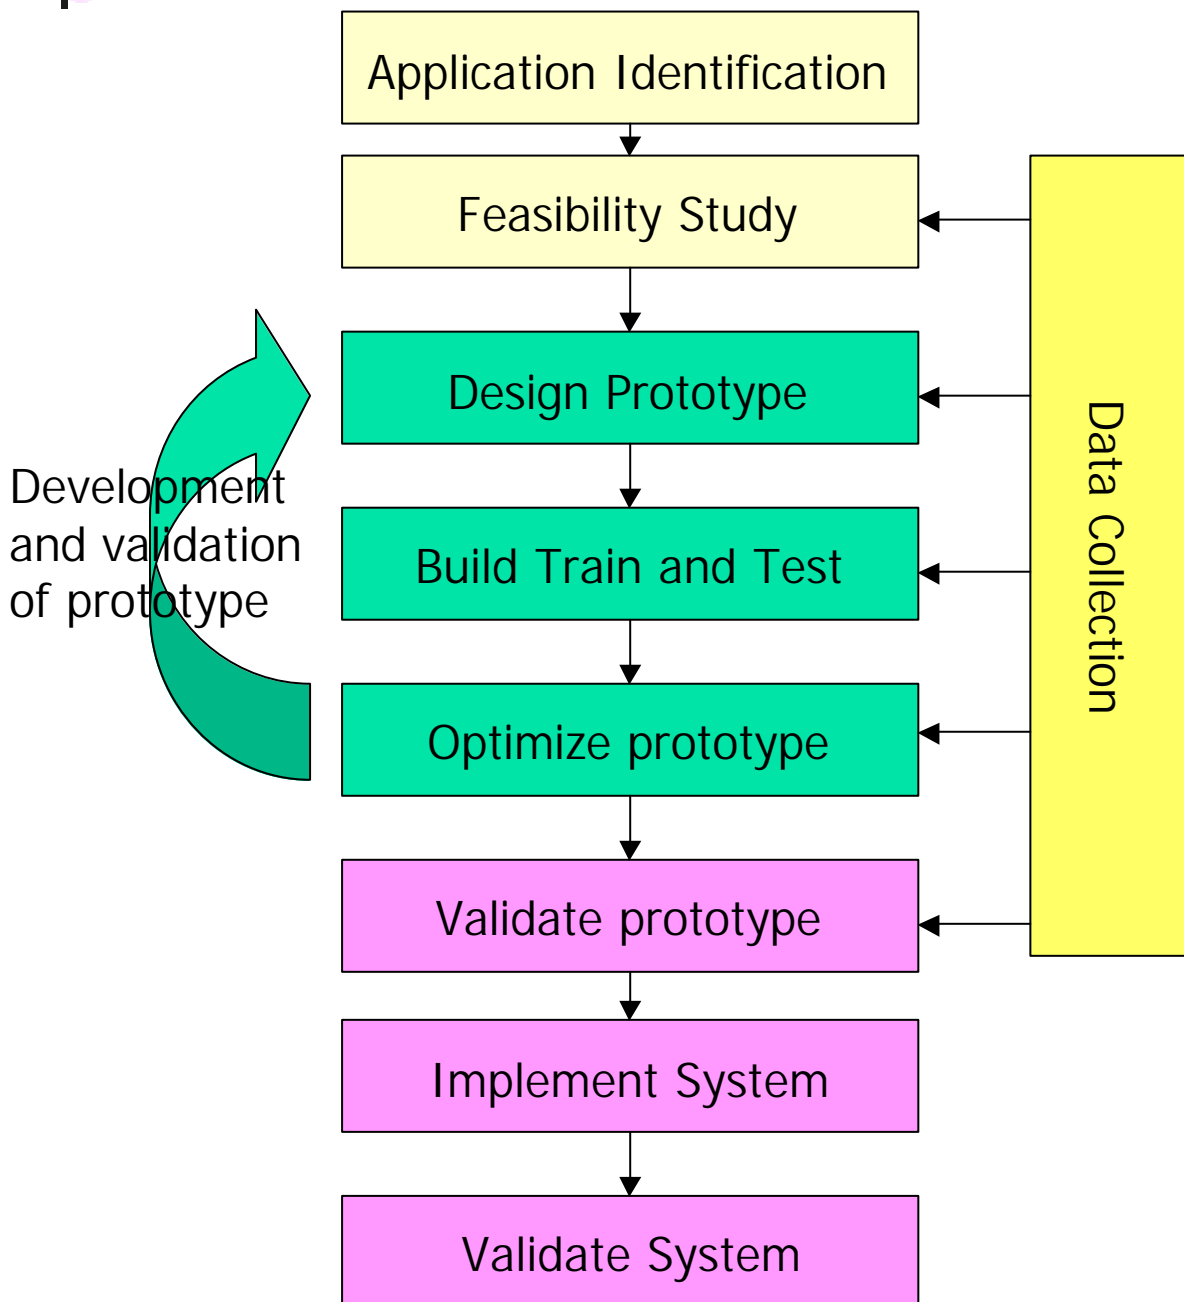 Application Identification
Feasibility Study
Design Prototype
Development
and validation
of prototype
Build Train and Test
Optimize prototype
Data Collection
Validate prototype
Implement System
Validate System